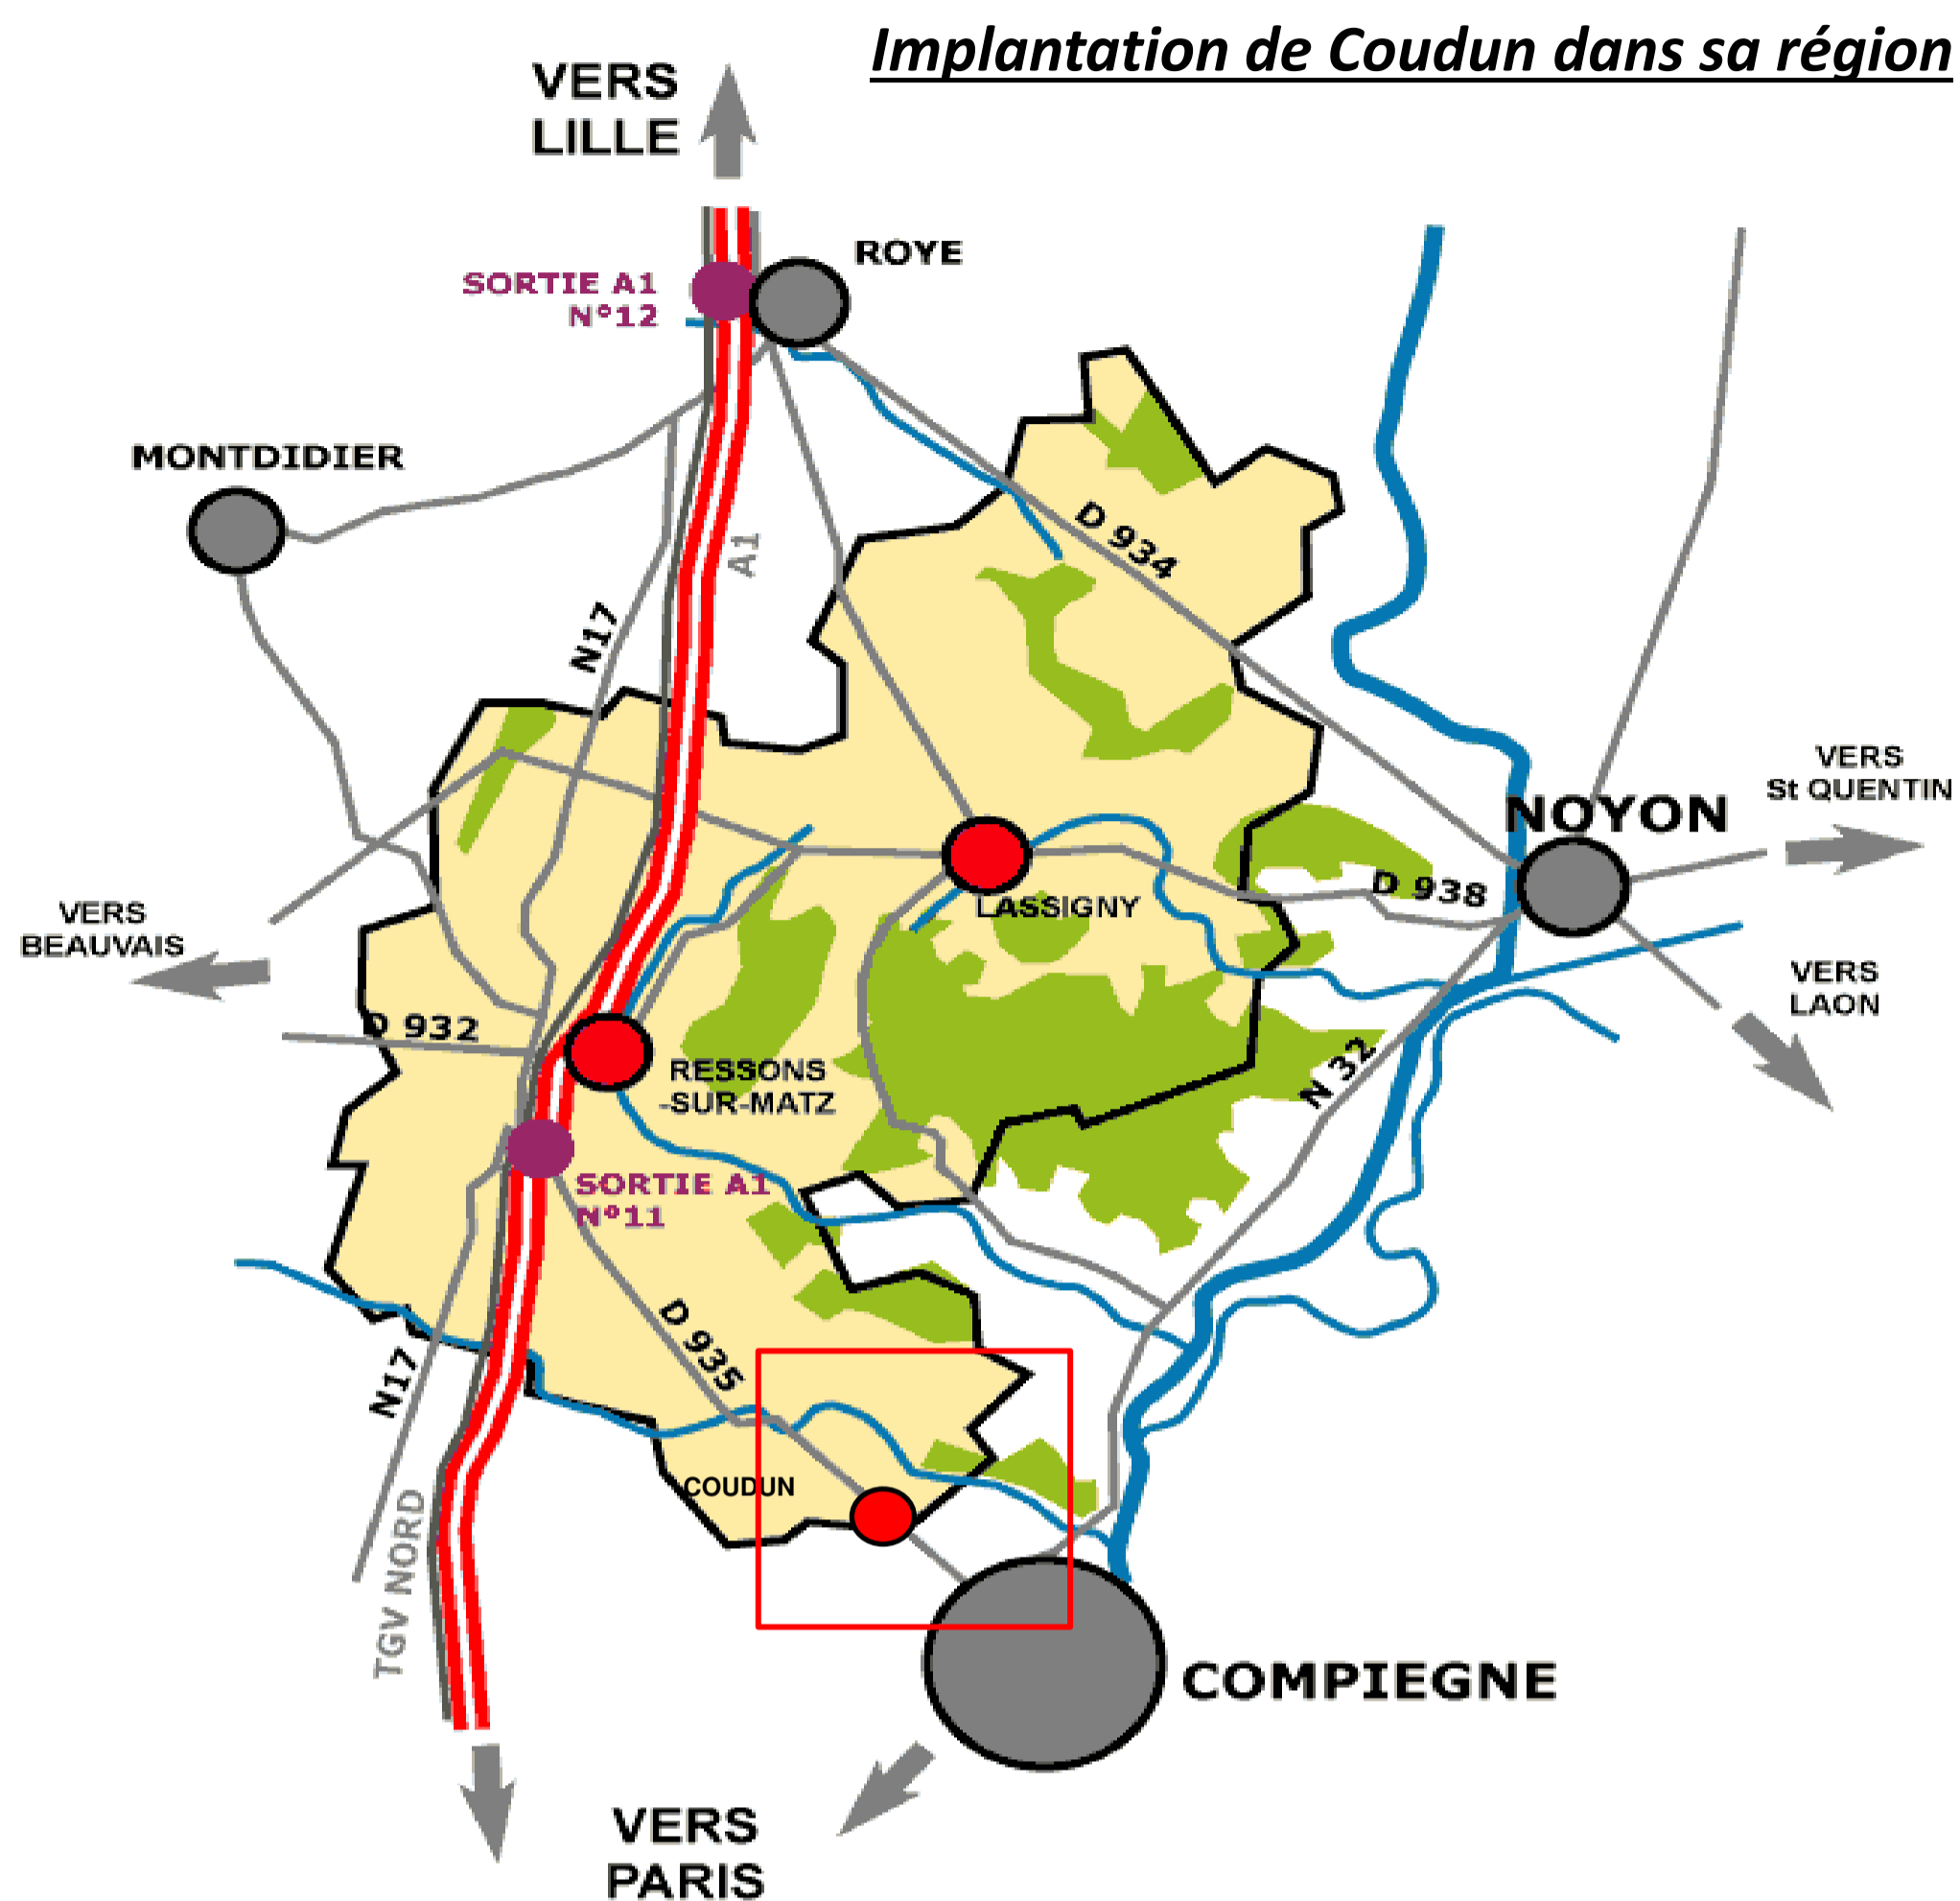 Implantation de Coudun dans sa région
VERS
LILLE
ROYE
SORTIE A1
N°12
MONTDIDIER
D 934
A1
N17
VERS
St QUENTIN
NOYON
D 938
LASSIGNY
VERS
BEAUVAIS
VERS
LAON
D 932
RESSONS
-SUR-MATZ
N 32
SORTIE A1
N°11
D 935
N17
COUDUN
TGV NORD
COMPIEGNE
VERS
PARIS